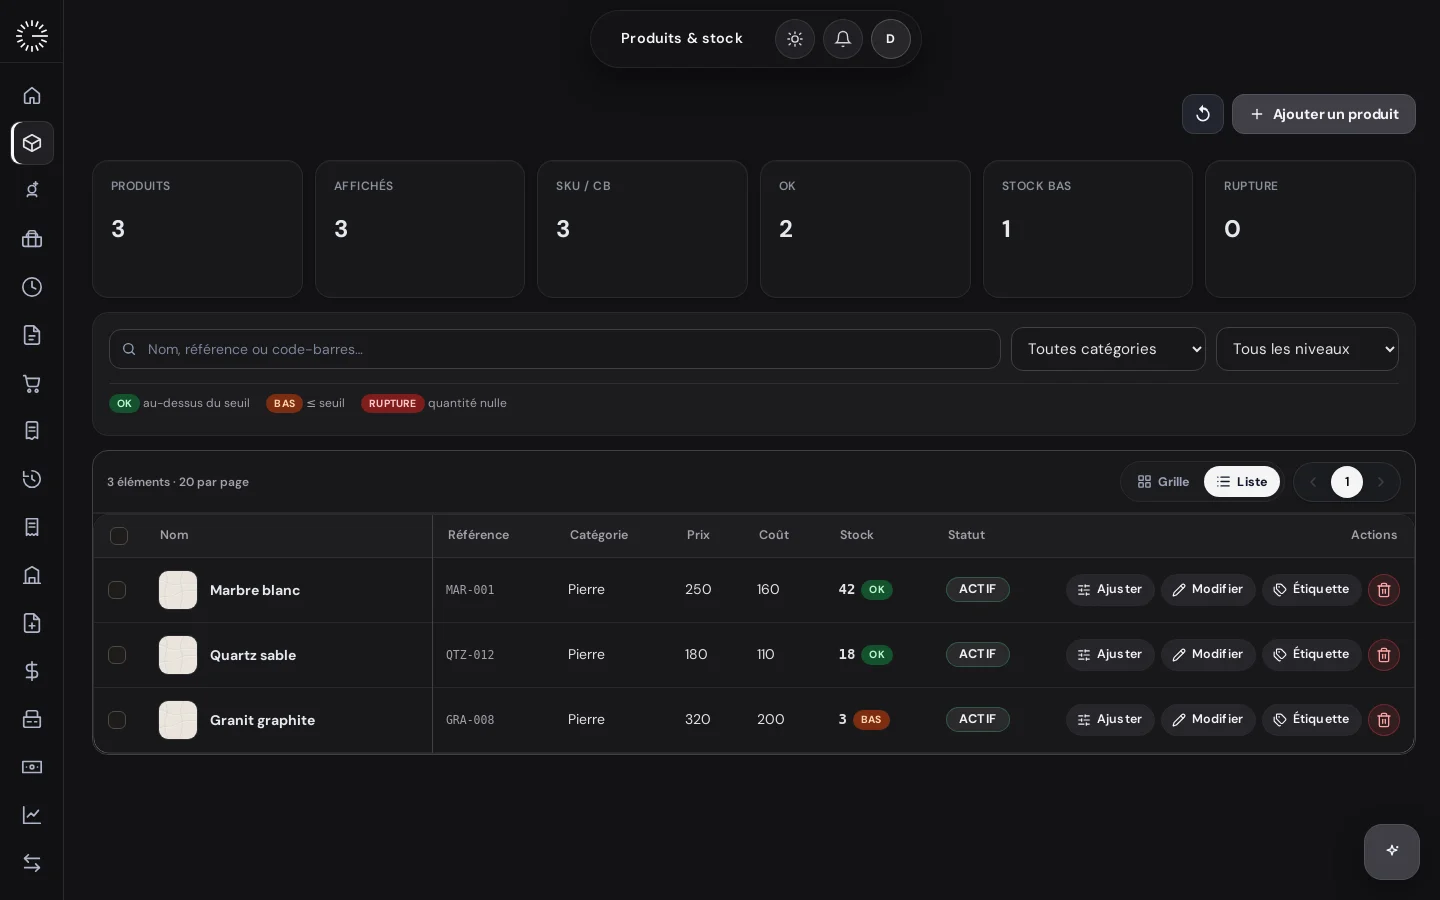 Produits & stock D
Ajouter un produit
PRODUITS AFFICHÉS SKU / CB OK STOCK BAS RUPTURE
3 3 3 2 1 0
Nom, référence ou code-barres… Toutes catégories Tous les niveaux
OK au-dessus du seuil BAS ≤ seuil RUPTURE quantité nulle
3 éléments · 20 par page Grille Liste 1
Nom Référence Catégorie Prix Coût Stock Statut Actions
Marbre blanc MAR-001 Pierre 250 160 42 OK ACTIF Ajuster Modifier Étiquette
Quartz sable QTZ-012 Pierre 180 110 18 OK ACTIF Ajuster Modifier Étiquette
Granit graphite GRA-008 Pierre 320 200 3 BAS ACTIF Ajuster Modifier Étiquette